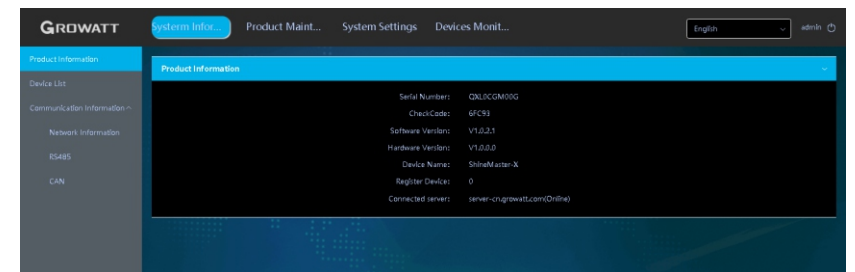 GROWATT
Systerm Infor...
Product Maint...
System Settings
Devices Monit...
English
admin
Product Information
Device List
Communication Information
Network Information
RS485
CAN
Product Information
Serial Number: QXL0CGM00G
CheckCode: 6FC93
Software Version: V1.0.2.1
Hardware Version: V1.0.0.0
Device Name: ShineMaster-X
Register Device: 0
Connected server: server-cn.growatt.com(Online)